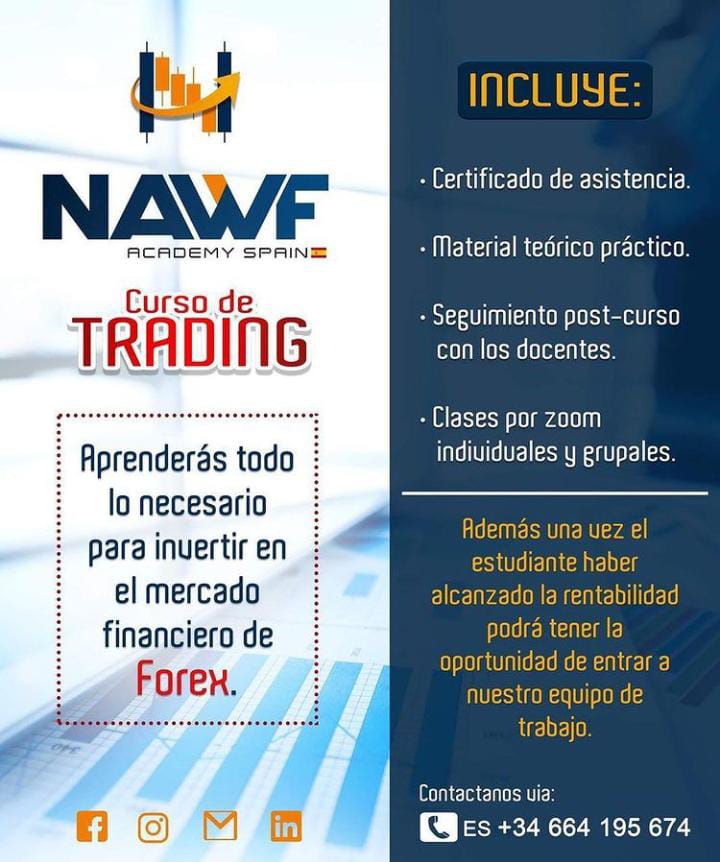 NAWF
ACADEMY SPAIN
Curso de
TRADING
Aprenderás todo
lo necesario
para invertir en
el mercado
financiero de
Forex.
INCLUYE:
• Certificado de asistencia.
• Material teórico práctico.
• Seguimiento post-curso
con los docentes.
• Clases por zoom
individuales y grupales.
Además una vez el
estudiante haber
alcanzado la rentabilidad
podrá tener la
oportunidad de entrar a
nuestro equipo de
trabajo.
Contactanos via:
ES +34 664 195 674